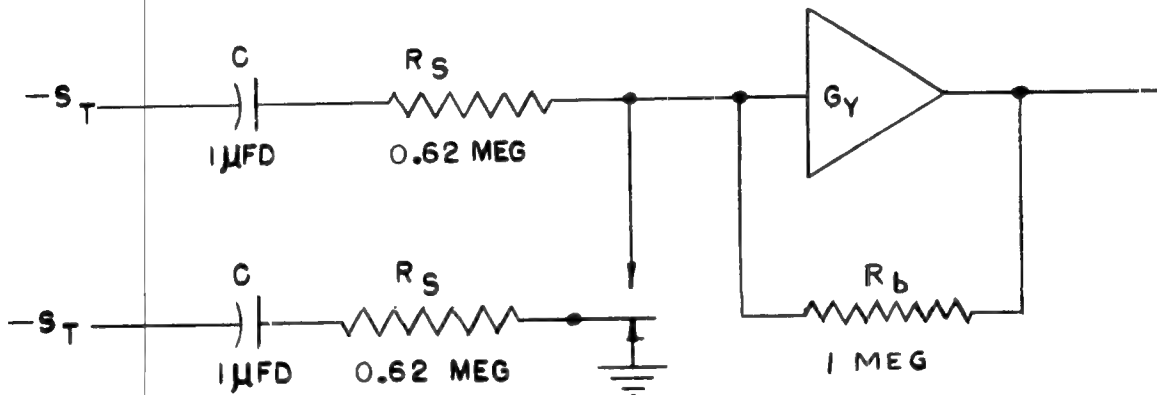 C
R S
-S T
G Y
1 μFD
0.62 MEG
C
R S
R b
-S T
1 μFD
0.62 MEG
1 MEG